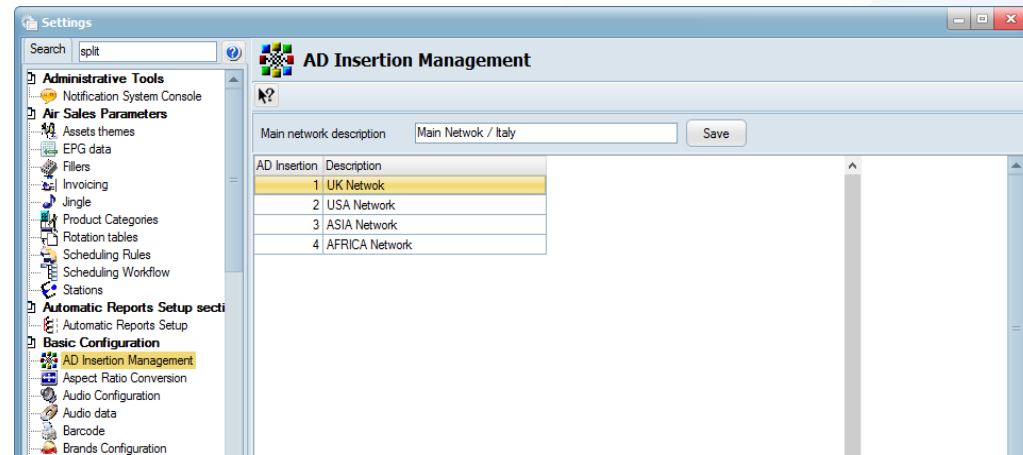 Settings
Search split
Administrative Tools
Notification System Console
Air Sales Parameters
Assets themes
EPG data
Fillers
Invoicing
Jingle
Product Categories
Rotation tables
Scheduling Rules
Scheduling Workflow
Stations
Automatic Reports Setup secti
Automatic Reports Setup
Basic Configuration
AD Insertion Management
Aspect Ratio Conversion
Audio Configuration
Audio data
Barcode
Brands Configuration
AD Insertion Management
Main network description Main Netwok / Italy Save
AD Insertion Description
1 UK Netwok
2 USA Network
3 ASIA Network
4 AFRICA Network